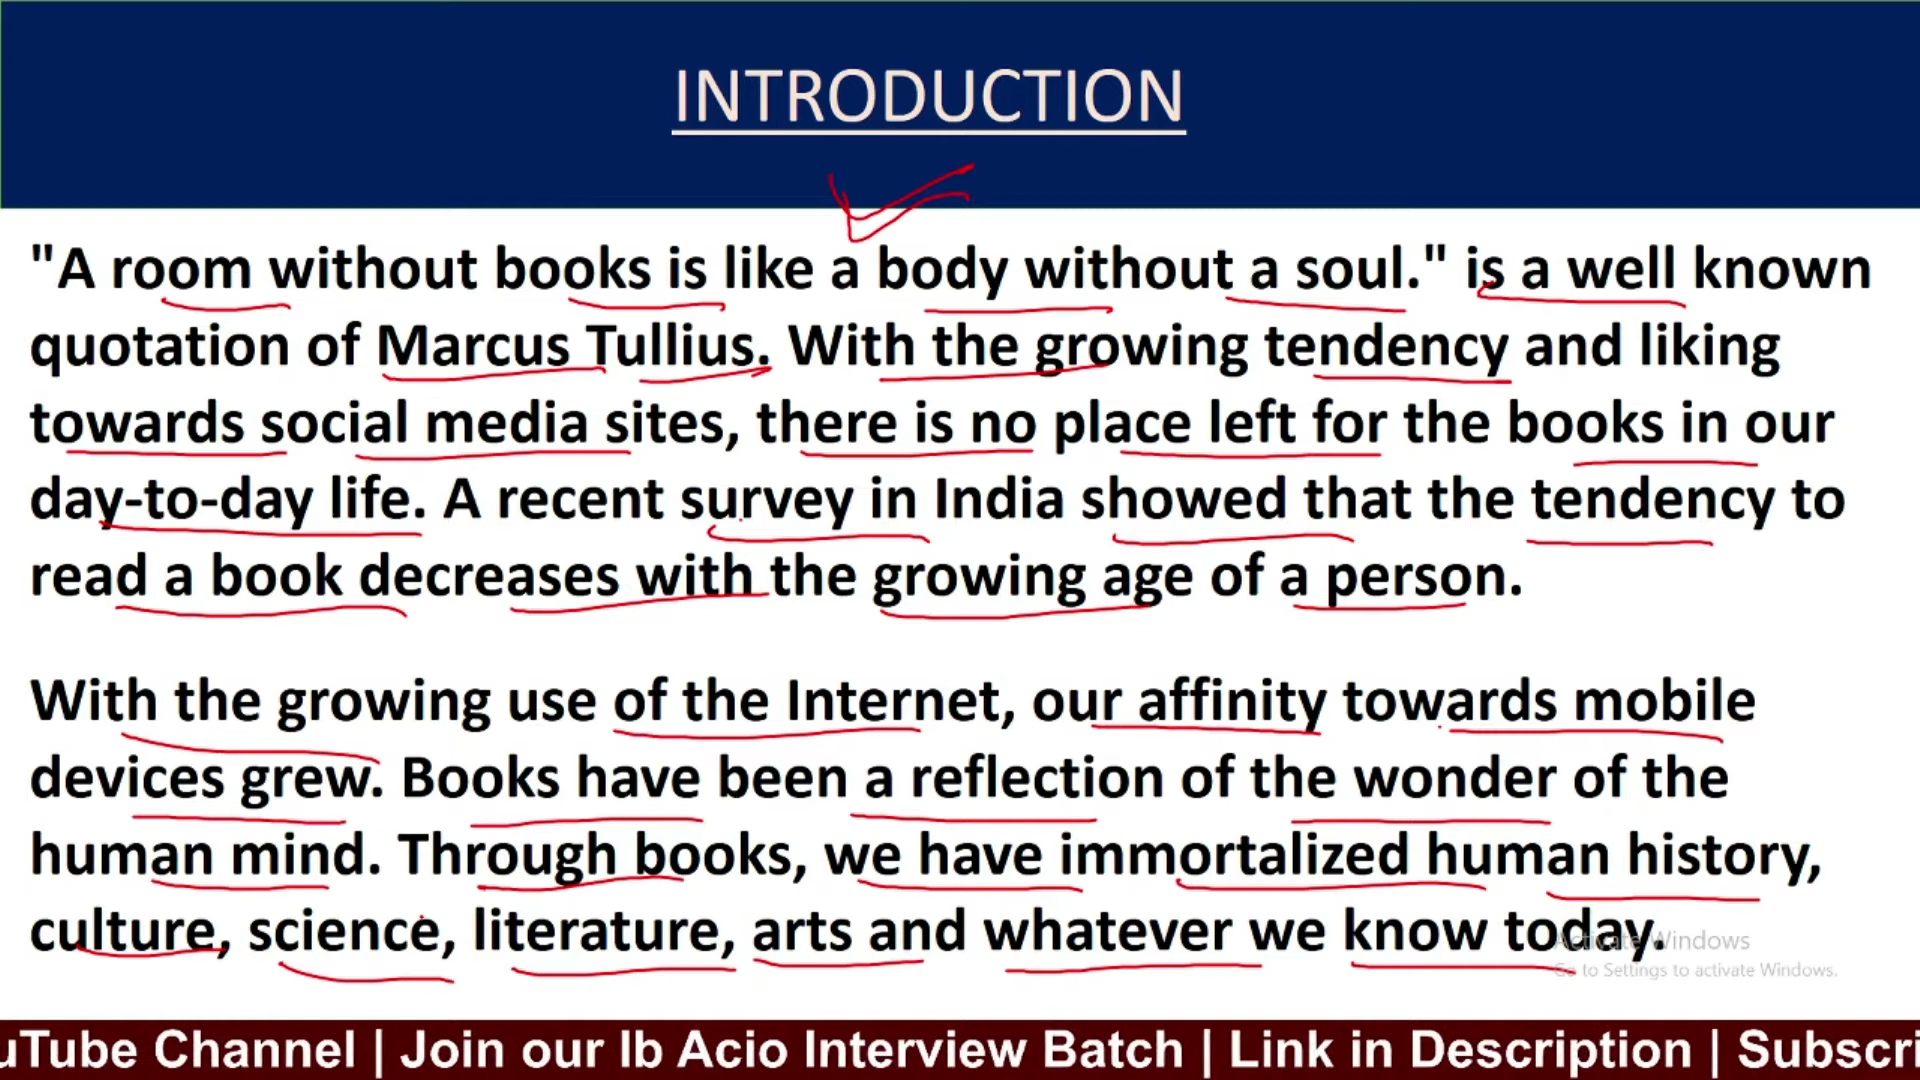 INTRODUCTION
"A room without books is like a body without a soul." is a well known
quotation of Marcus Tullius. With the growing tendency and liking
towards social media sites, there is no place left for the books in our
day-to-day life. A recent survey in India showed that the tendency to
read a book decreases with the growing age of a person.
With the growing use of the Internet, our affinity towards mobile
devices grew. Books have been a reflection of the wonder of the
human mind. Through books, we have immortalized human history,
culture, science, literature, arts and whatever we know today.
Activate Windows
Go to Settings to activate Windows.
uTube Channel | Join our Ib Acio Interview Batch | Link in Description | Subscri